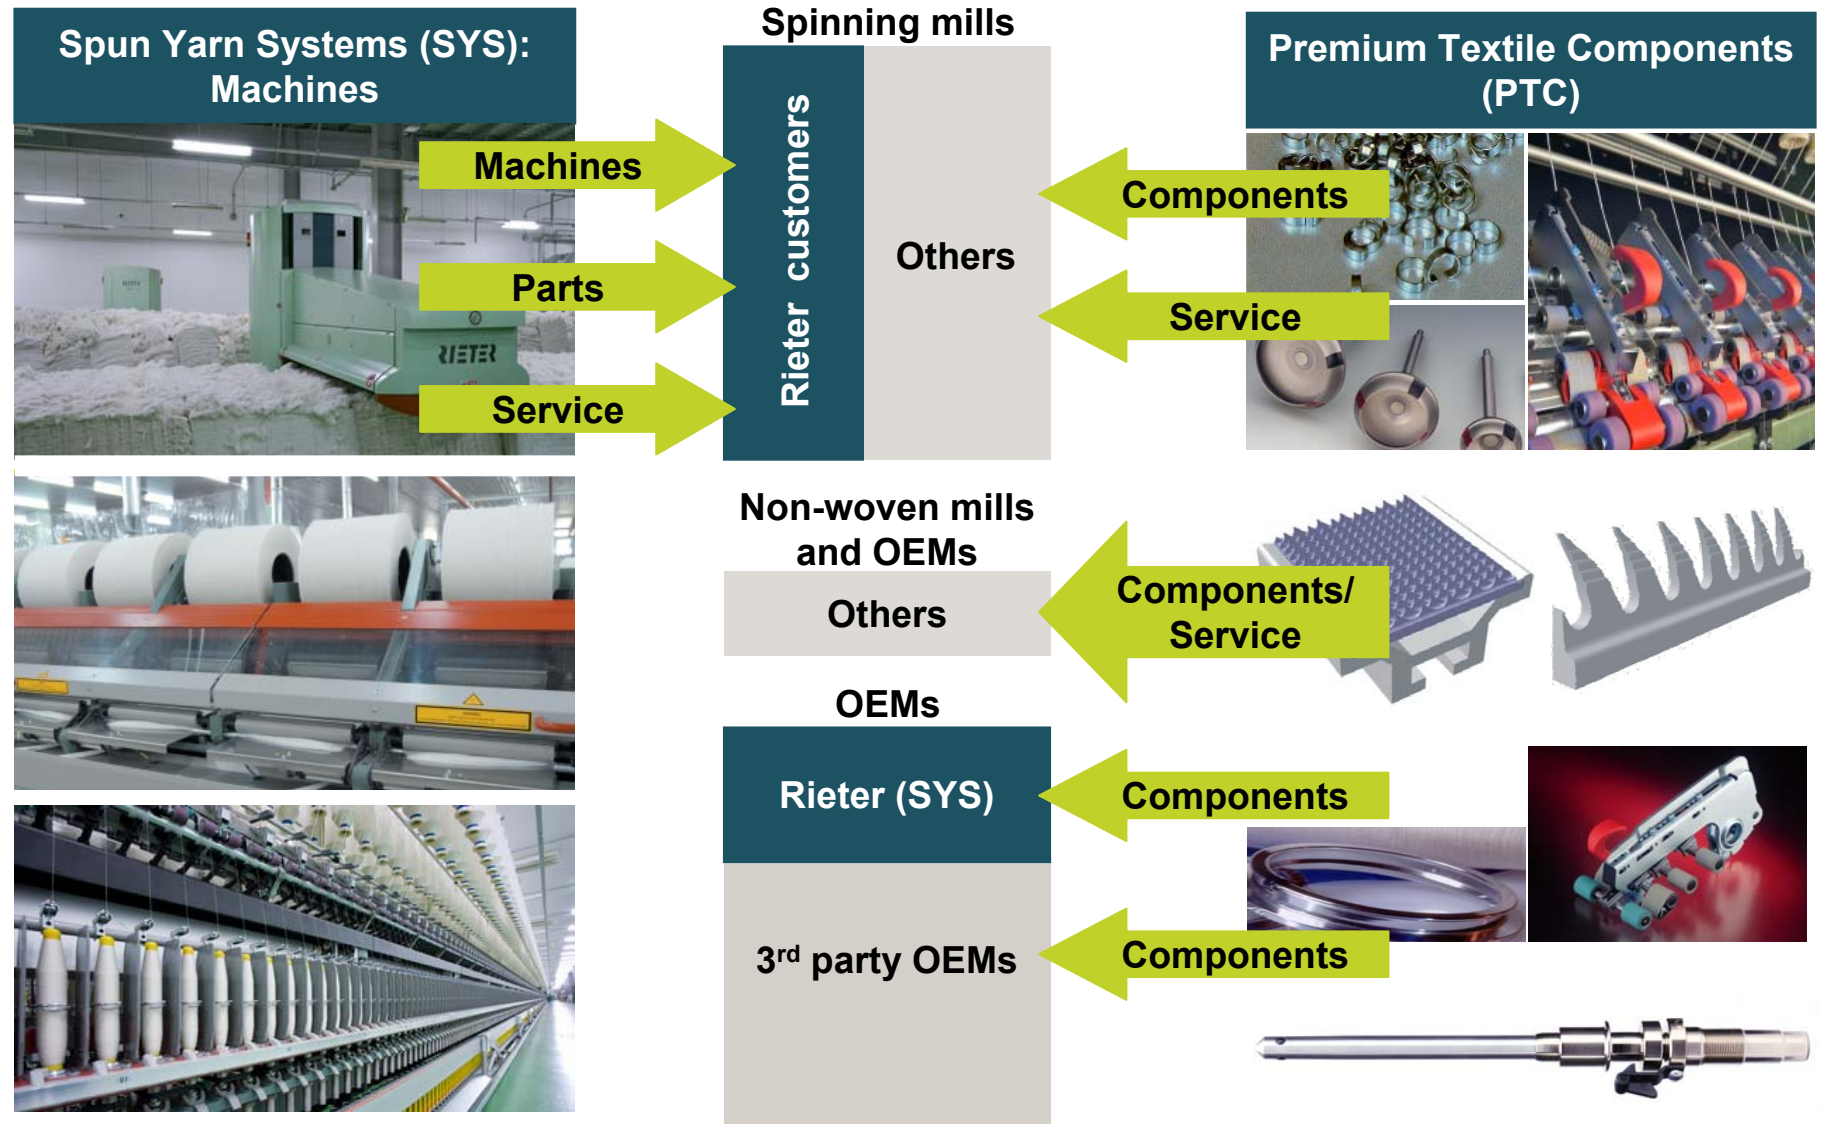 Spun Yarn Systems (SYS):
Machines
Machines
Parts
Service
RIETER
RIETER
Spinning mills
Rieter customers
Others
Premium Textile Components
(PTC)
Components
Service
Non-woven mills
and OEMs
Others
Components/
Service
OEMs
Rieter (SYS)
Components
3rd party OEMs
Components